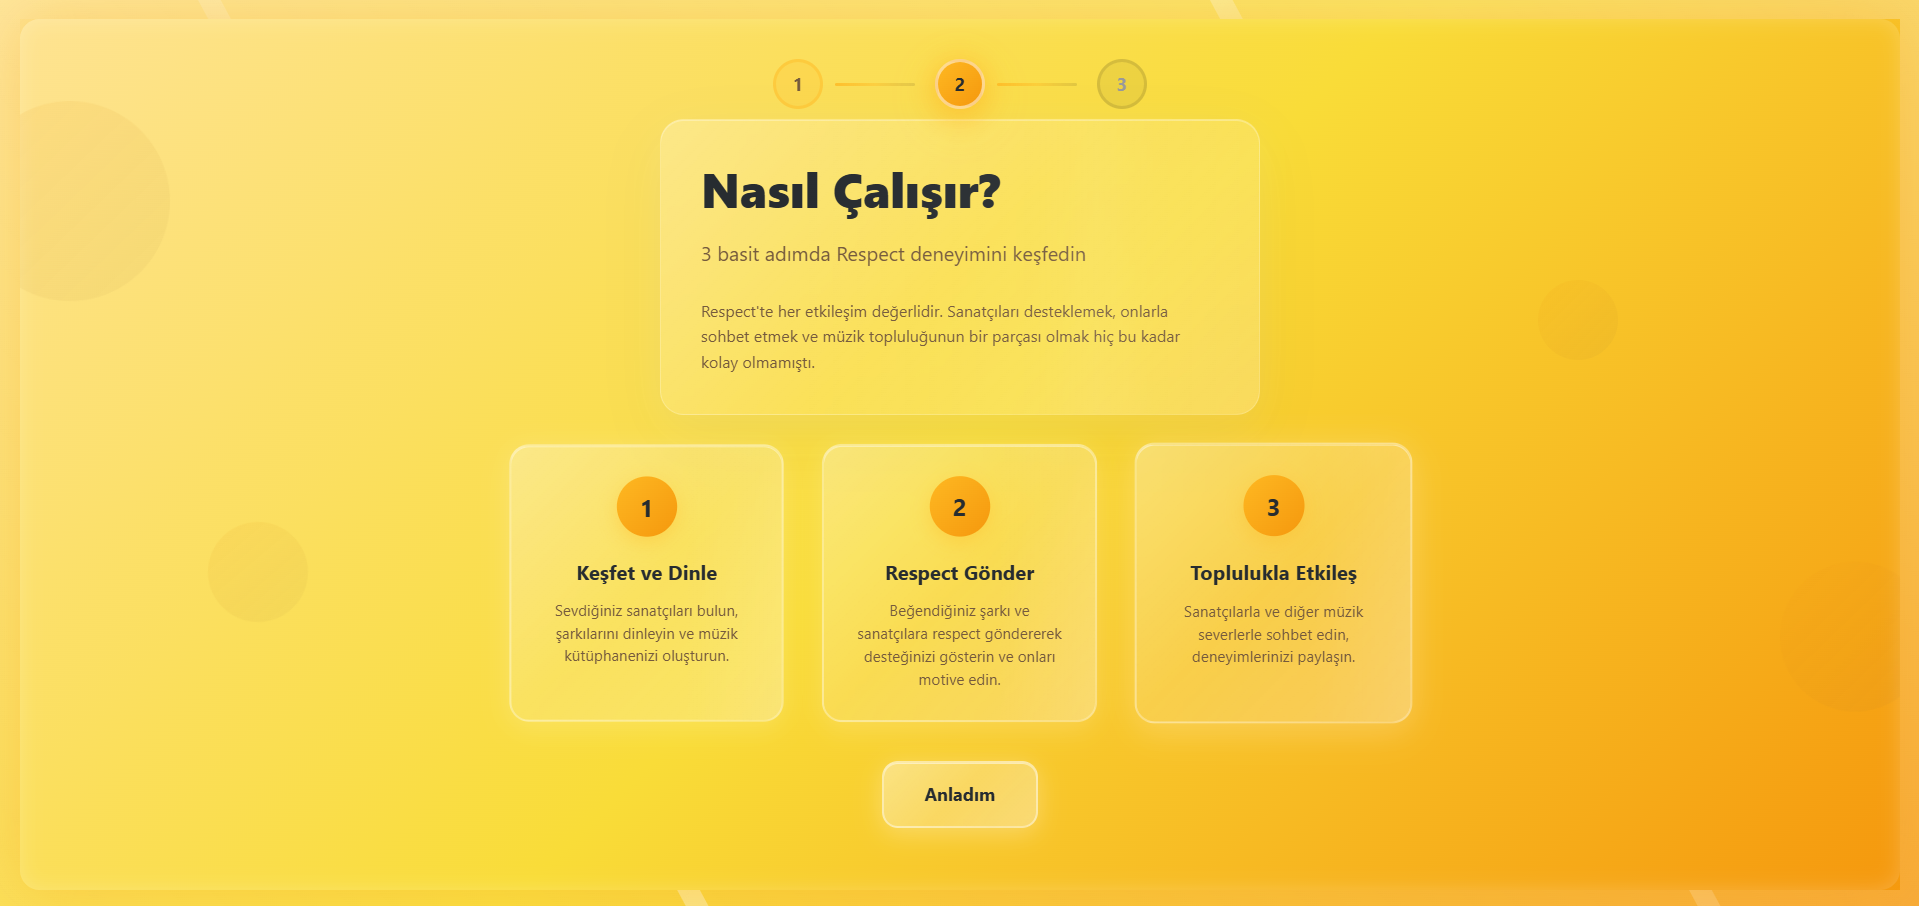 1
2
3
Nasıl Çalışır?
3 basit adımda Respect deneyimini keşfedin
Respect'te her etkileşim değerlidir. Sanatçıları desteklemek, onlarla
sohbet etmek ve müzik topluluğunun bir parçası olmak hiç bu kadar
kolay olmamıştı.
1
Keşfet ve Dinle
Sevdiğiniz sanatçıları bulun,
şarkılarını dinleyin ve müzik
kütüphanenizi oluşturun.
2
Respect Gönder
Beğendiğiniz şarkı ve
sanatçılara respect göndererek
desteğinizi gösterin ve onları
motive edin.
3
Toplulukla Etkileş
Sanatçılarla ve diğer müzik
severlerle sohbet edin,
deneyimlerinizi paylaşın.
Anladım